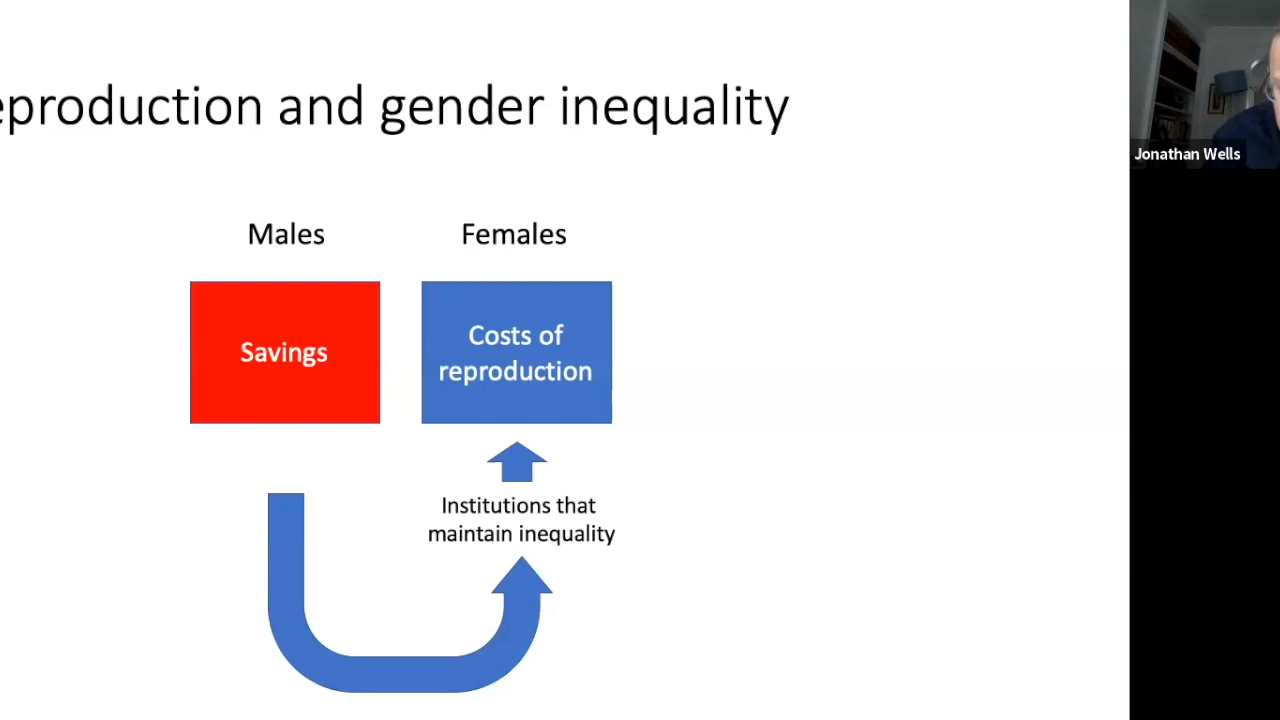 eproduction and gender inequality
Jonathan Wells
Males
Females
Savings
Costs of
reproduction
Institutions that
maintain inequality